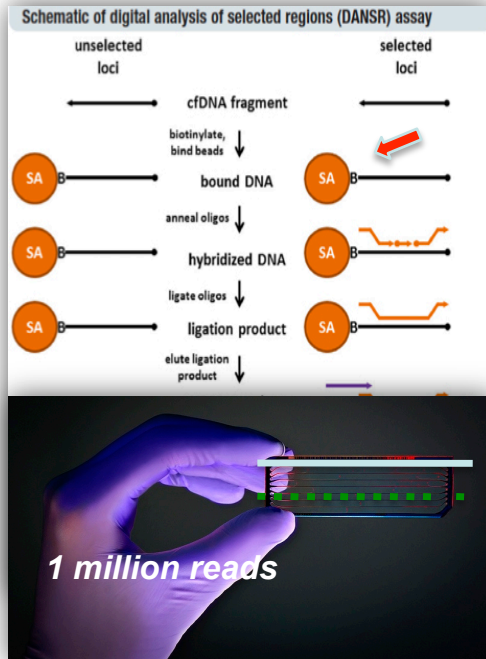 Schematic of digital analysis of selected regions (DANSR) assay
unselected
loci
selected
loci
cfDNA fragment
biotinylate,
bind beads
SA B
bound DNA
SA B
anneal oligos
SA B
hybridized DNA
SA B
ligate oligos
SA B
ligation product
SA B
elute ligation
product
1 million reads